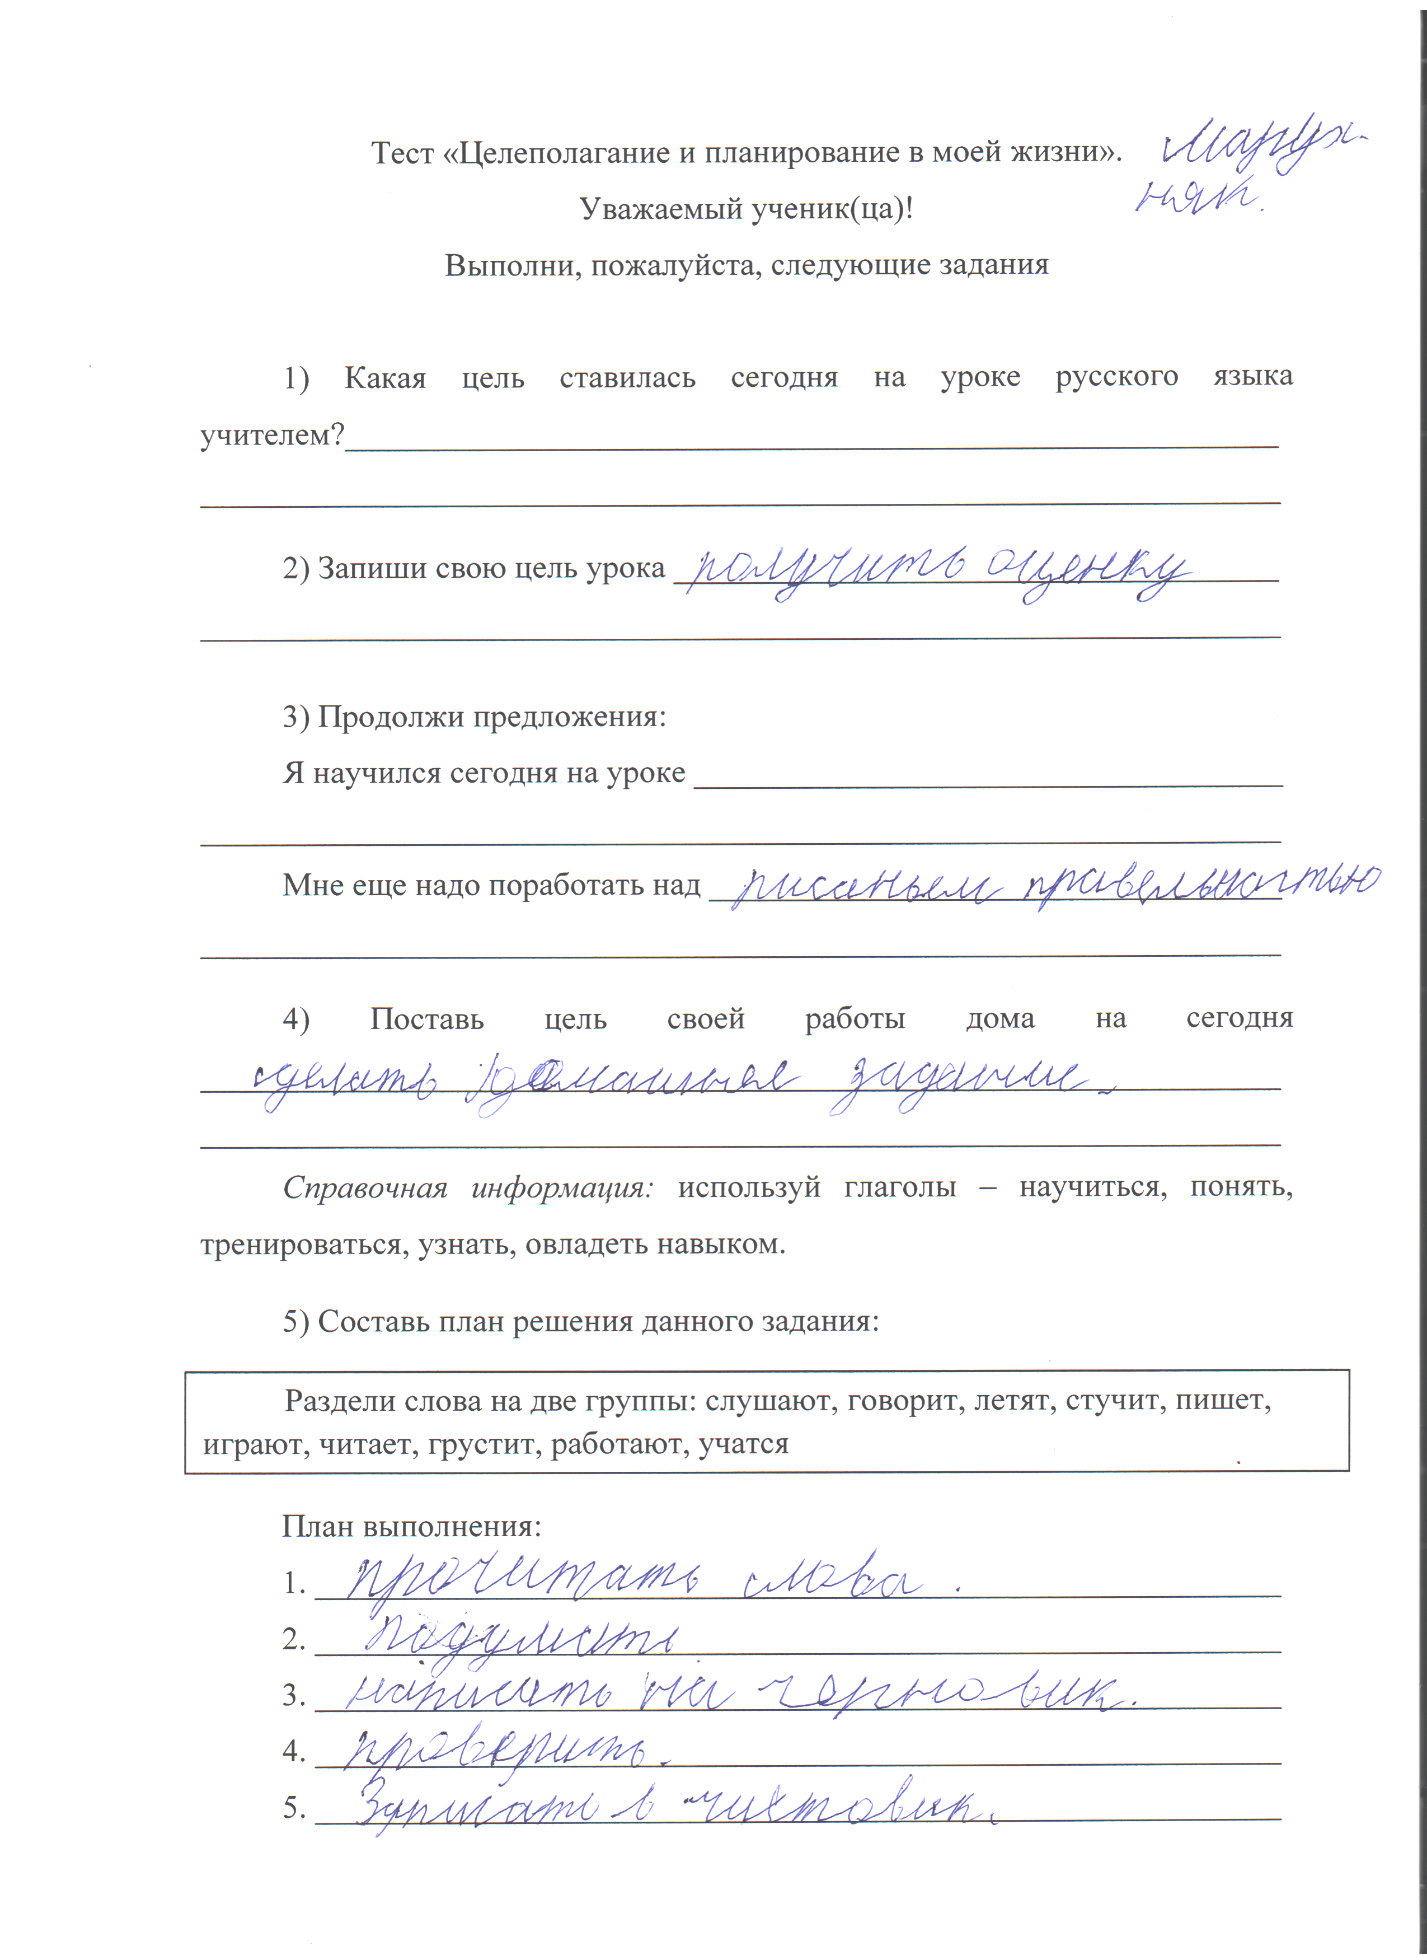 Тест «Целеполагание и планирование в моей жизни».
Уважаемый ученик(ца)!
Выполни, пожалуйста, следующие задания
1) Какая цель ставилась сегодня на уроке русского языка
учителем?
2) Запиши свою цель урока получить оценку
3) Продолжи предложения:
Я научился сегодня на уроке
Мне еще надо поработать над писаньем правельностью
4) Поставь цель своей работы дома на сегодня
сделать домашнее задание.
Справочная информация: используй глаголы – научиться, понять,
тренироваться, узнать, овладеть навыком.
5) Составь план решения данного задания:
Раздели слова на две группы: слушают, говорит, летят, стучит, пишет,
играют, читает, грустит, работают, учатся
План выполнения:
1. прочитать слова.
2. подумать
3. написать на черновик.
4. проверить.
5. Записать в чистовик.